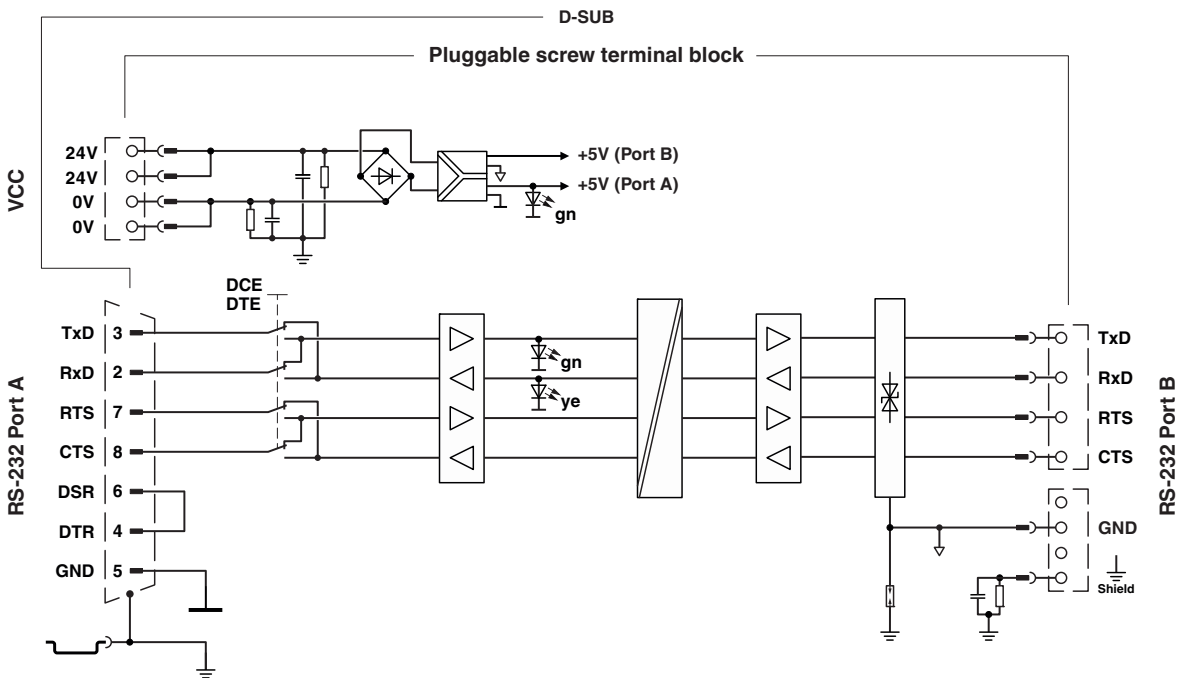 D-SUB
Pluggable screw terminal block
VCC
24V
24V
0V
0V
+5V (Port B)
+5V (Port A)
gn
DCE
DTE
RS-232 Port A
TxD 3
RxD 2
RTS 7
CTS 8
DSR 6
DTR 4
GND 5
gn
ye
TxD
RxD
RTS
CTS
GND
Shield
RS-232 Port B